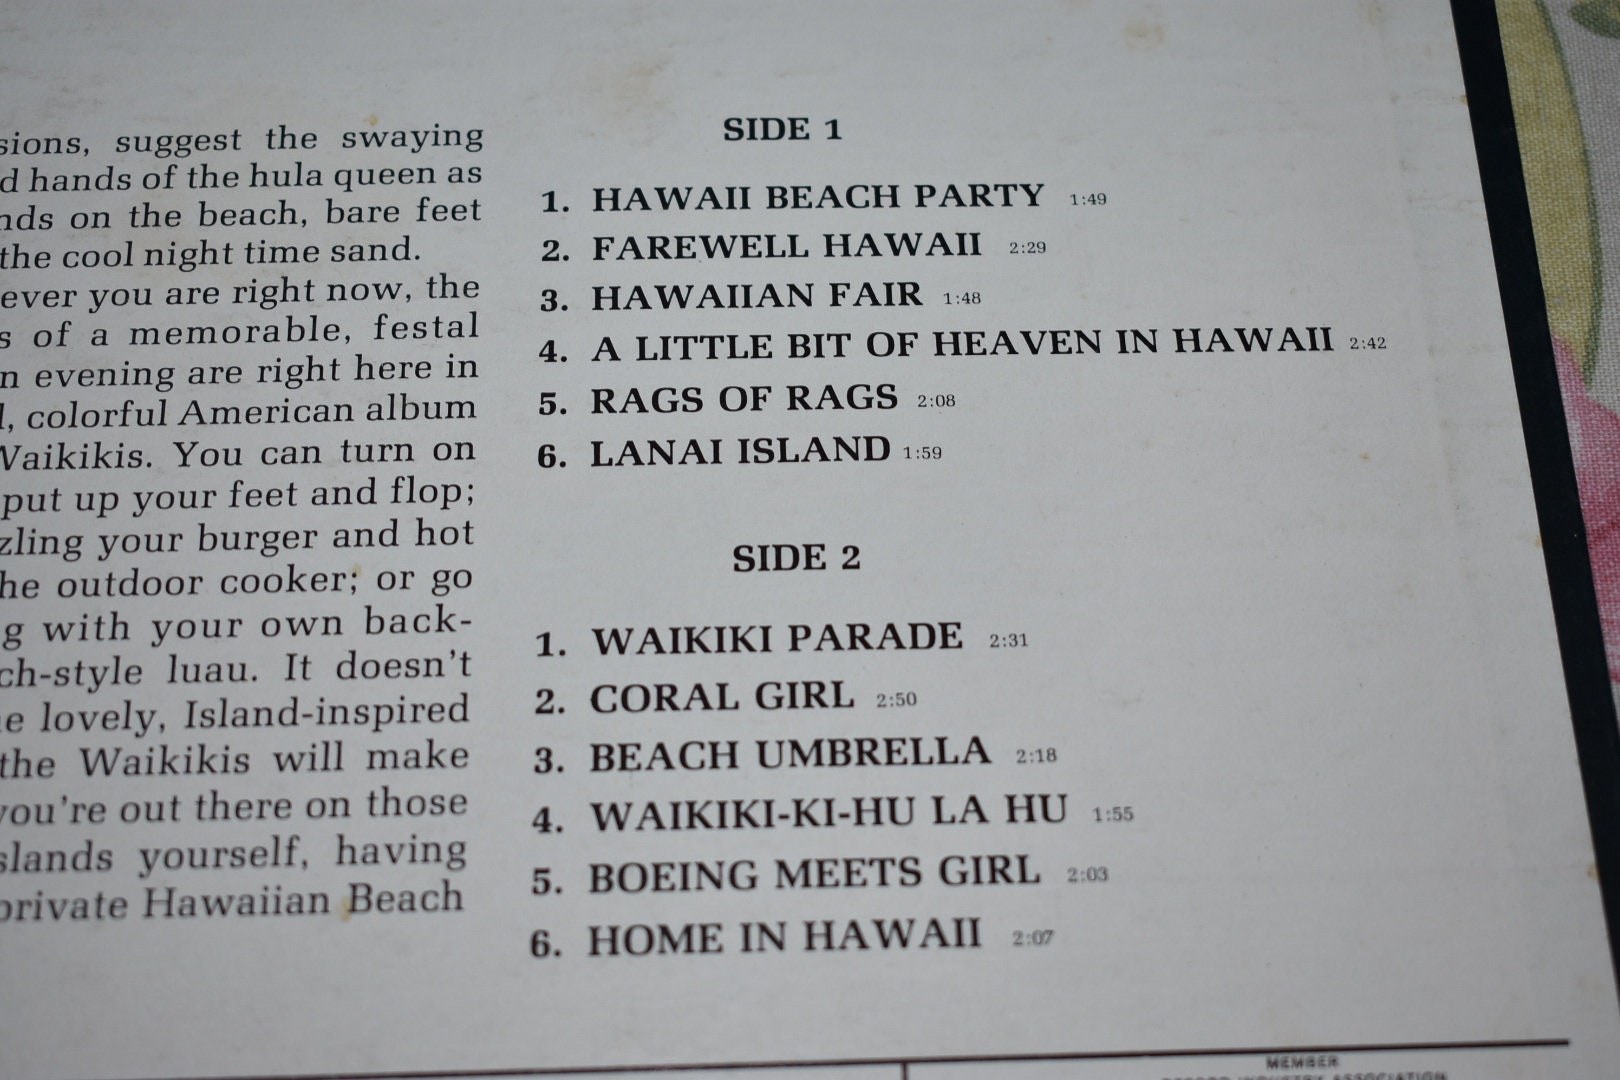 sions, suggest the swaying
d hands of the hula queen as
nds on the beach, bare feet
the cool night time sand.
ever you are right now, the
s of a memorable, festal
n evening are right here in
l, colorful American album
Waikikis. You can turn on
put up your feet and flop;
zling your burger and hot
he outdoor cooker; or go
g with your own back-
ch-style luau. It doesn't
e lovely, Island-inspired
the Waikikis will make
you're out there on those
slands yourself, having
private Hawaiian Beach
SIDE 1
1. HAWAII BEACH PARTY 1:49
2. FAREWELL HAWAII 2:29
3. HAWAIIAN FAIR 1:48
4. A LITTLE BIT OF HEAVEN IN HAWAII 2:42
5. RAGS OF RAGS 2:08
6. LANAI ISLAND 1:59
SIDE 2
1. WAIKIKI PARADE 2:31
2. CORAL GIRL 2:50
3. BEACH UMBRELLA 2:18
4. WAIKIKI-KI-HU LA HU 1:55
5. BOEING MEETS GIRL 2:03
6. HOME IN HAWAII 2:07
MEMBER
RECORD INDUSTRY ASSOCIATION